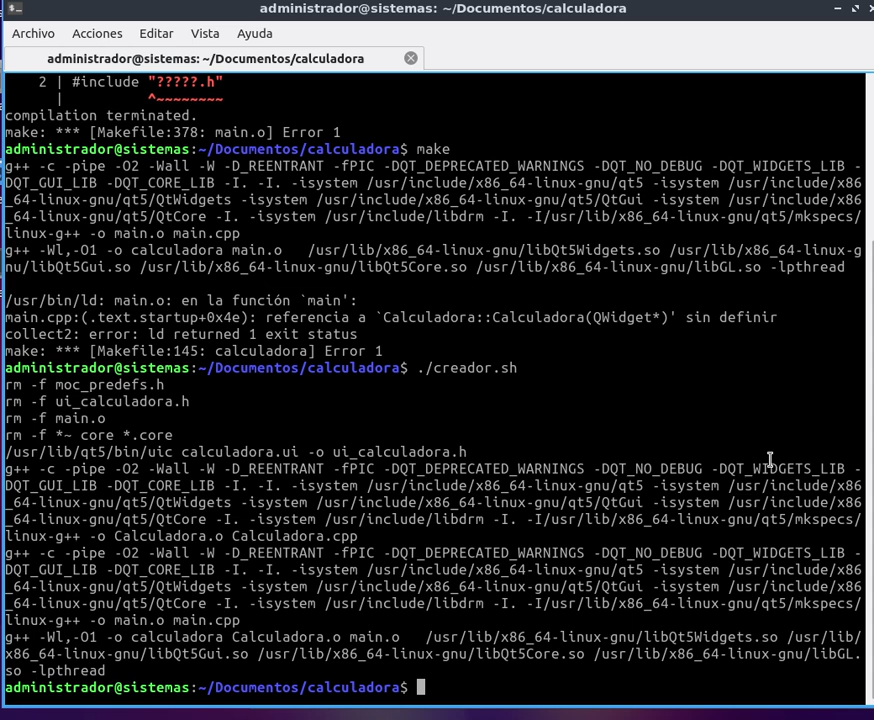 administrador@sistemas: ~/Documentos/calculadora
Archivo Acciones Editar Vista Ayuda
administrador@sistemas: ~/Documentos/calculadora
2 | #include "?????.h"
| ^~~~~~~~~
compilation terminated.
make: *** [Makefile:378: main.o] Error 1
administrador@sistemas:~/Documentos/calculadora$ make
g++ -c -pipe -O2 -Wall -W -D_REENTRANT -fPIC -DQT_DEPRECATED_WARNINGS -DQT_NO_DEBUG -DQT_WIDGETS_LIB -
DQT_GUI_LIB -DQT_CORE_LIB -I. -I. -isystem /usr/include/x86_64-linux-gnu/qt5 -isystem /usr/include/x86
_64-linux-gnu/qt5/QtWidgets -isystem /usr/include/x86_64-linux-gnu/qt5/QtGui -isystem /usr/include/x86
_64-linux-gnu/qt5/QtCore -I. -isystem /usr/include/libdrm -I. -I/usr/lib/x86_64-linux-gnu/qt5/mkspecs/
linux-g++ -o main.o main.cpp
g++ -Wl,-O1 -o calculadora main.o /usr/lib/x86_64-linux-gnu/libQt5Widgets.so /usr/lib/x86_64-linux-g
nu/libQt5Gui.so /usr/lib/x86_64-linux-gnu/libQt5Core.so /usr/lib/x86_64-linux-gnu/libGL.so -lpthread
/usr/bin/ld: main.o: en la función `main':
main.cpp:(.text.startup+0x4e): referencia a `Calculadora::Calculadora(QWidget*)' sin definir
collect2: error: ld returned 1 exit status
make: *** [Makefile:145: calculadora] Error 1
administrador@sistemas:~/Documentos/calculadora$ ./creador.sh
rm -f moc_predefs.h
rm -f ui_calculadora.h
rm -f main.o
rm -f *~ core *.core
/usr/lib/qt5/bin/uic calculadora.ui -o ui_calculadora.h
g++ -c -pipe -O2 -Wall -W -D_REENTRANT -fPIC -DQT_DEPRECATED_WARNINGS -DQT_NO_DEBUG -DQT_WIDGETS_LIB -
DQT_GUI_LIB -DQT_CORE_LIB -I. -I. -isystem /usr/include/x86_64-linux-gnu/qt5 -isystem /usr/include/x86
_64-linux-gnu/qt5/QtWidgets -isystem /usr/include/x86_64-linux-gnu/qt5/QtGui -isystem /usr/include/x86
_64-linux-gnu/qt5/QtCore -I. -isystem /usr/include/libdrm -I. -I/usr/lib/x86_64-linux-gnu/qt5/mkspecs/
linux-g++ -o Calculadora.o Calculadora.cpp
g++ -c -pipe -O2 -Wall -W -D_REENTRANT -fPIC -DQT_DEPRECATED_WARNINGS -DQT_NO_DEBUG -DQT_WIDGETS_LIB -
DQT_GUI_LIB -DQT_CORE_LIB -I. -I. -isystem /usr/include/x86_64-linux-gnu/qt5 -isystem /usr/include/x86
_64-linux-gnu/qt5/QtWidgets -isystem /usr/include/x86_64-linux-gnu/qt5/QtGui -isystem /usr/include/x86
_64-linux-gnu/qt5/QtCore -I. -isystem /usr/include/libdrm -I. -I/usr/lib/x86_64-linux-gnu/qt5/mkspecs/
linux-g++ -o main.o main.cpp
g++ -Wl,-O1 -o calculadora Calculadora.o main.o /usr/lib/x86_64-linux-gnu/libQt5Widgets.so /usr/lib/
x86_64-linux-gnu/libQt5Gui.so /usr/lib/x86_64-linux-gnu/libQt5Core.so /usr/lib/x86_64-linux-gnu/libGL.
so -lpthread
administrador@sistemas:~/Documentos/calculadora$